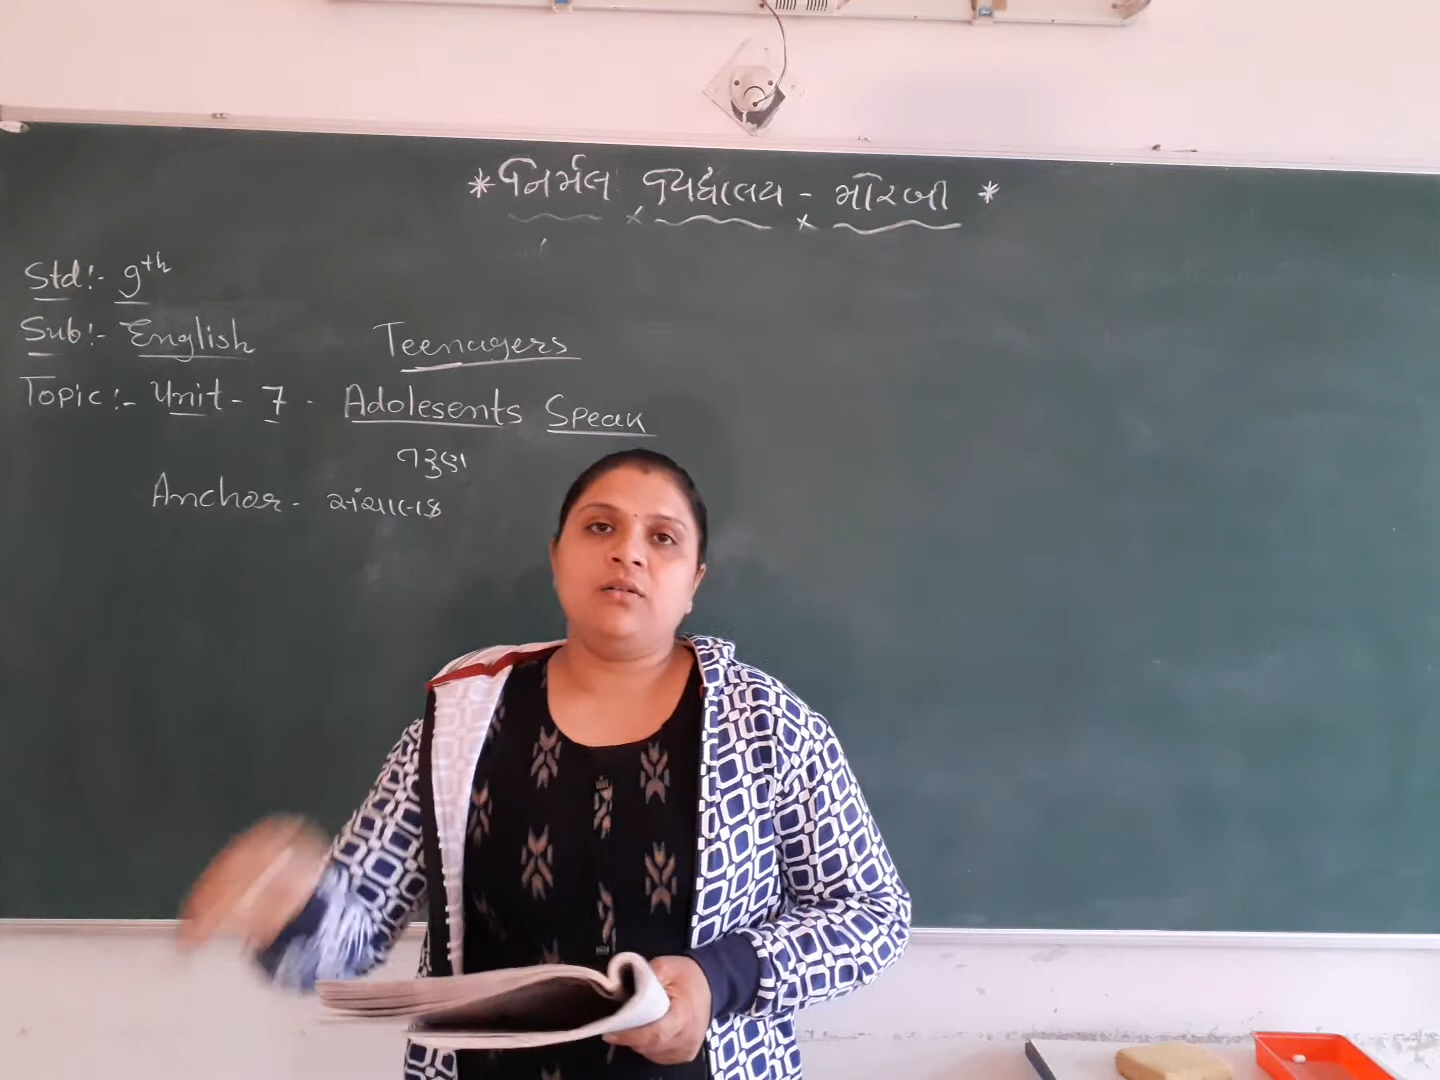 * નિર્મલ વિદ્યાલય - મોરબી *
Std:- 9th
Sub:- English
Teenagers
Topic:- Unit - 7 - Adolesents Speak
તરુણ
Anchor - સંચાલક